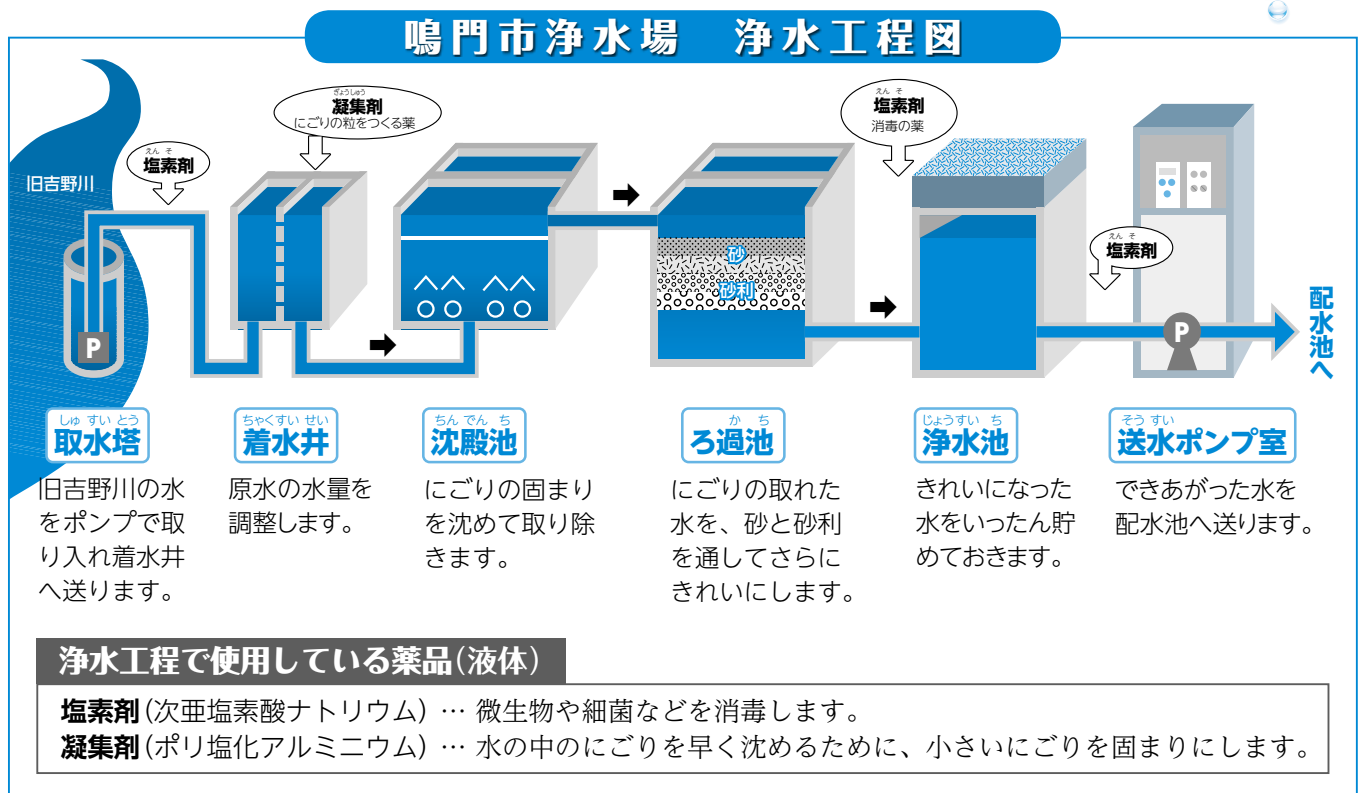 鳴門市浄水場 浄水工程図
旧吉野川
えんそ
塩素剤
ぎょうしゅう
凝集剤
にごりの粒をつくる薬
砂
砂利
えんそ
塩素剤
消毒の薬
えんそ
塩素剤
P
P
配水池へ
しゅすいとう
取水塔
旧吉野川の水
をポンプで取
り入れ着水井
へ送ります。
ちゃくすいせい
着水井
原水の水量を
調整します。
ちんでんち
沈殿池
にごりの固まり
を沈めて取り除
きます。
かち
ろ過池
にごりの取れた
水を、砂と砂利
を通してさらに
きれいにします。
じょうすいち
浄水池
きれいになった
水をいったん貯
めておきます。
そうすい
送水ポンプ室
できあがった水を
配水池へ送ります。
浄水工程で使用している薬品(液体)
塩素剤(次亜塩素酸ナトリウム) … 微生物や細菌などを消毒します。
凝集剤(ポリ塩化アルミニウム) … 水の中のにごりを早く沈めるために、小さいにごりを固まりにします。